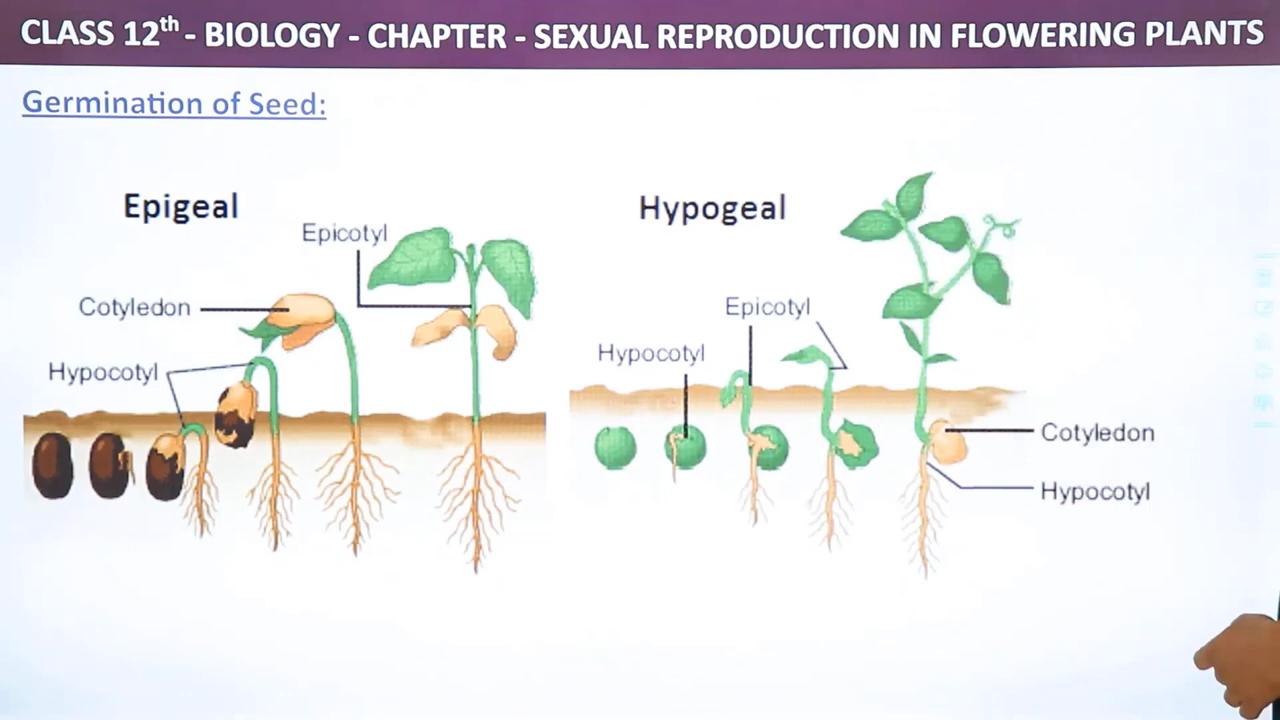 CLASS 12th - BIOLOGY - CHAPTER - SEXUAL REPRODUCTION IN FLOWERING PLANTS
Germination of Seed:
Epigeal
Epicotyl
Cotyledon
Hypocotyl
Hypogeal
Epicotyl
Hypocotyl
Cotyledon
Hypocotyl